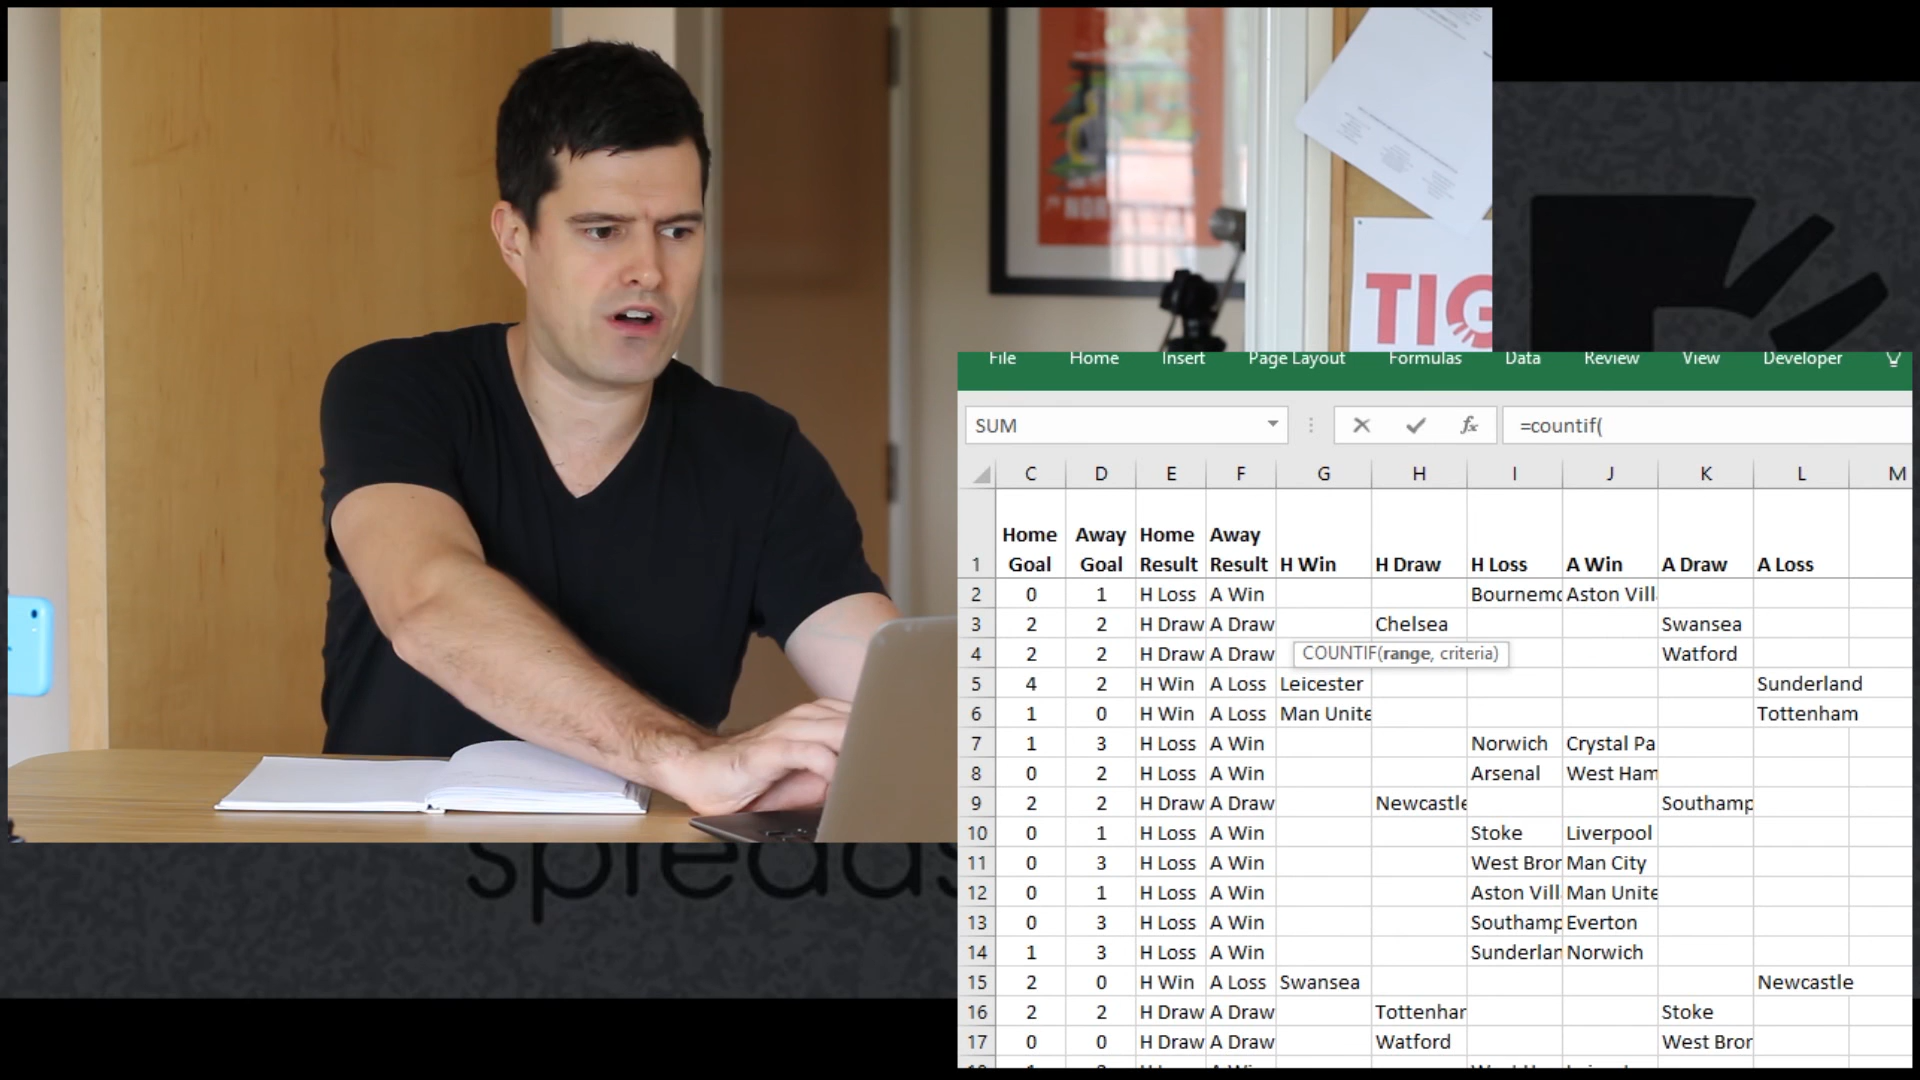 TIG
File Home Insert Page Layout Formulas Data Review View Developer
SUM =countif(
C D E F G H I J K L M
Home Away Home Away
1 Goal Goal Result Result H Win H Draw H Loss A Win A Draw A Loss
2 0 1 H Loss A Win Bournemo Aston Vill
3 2 2 H Draw A Draw Chelsea Swansea
4 2 2 H Draw A Draw COUNTIF(range, criteria) Watford
5 4 2 H Win A Loss Leicester Sunderland
6 1 0 H Win A Loss Man Unite Tottenham
7 1 3 H Loss A Win Norwich Crystal Pa
8 0 2 H Loss A Win Arsenal West Ham
9 2 2 H Draw A Draw Newcastle Southamp
10 0 1 H Loss A Win Stoke Liverpool
11 0 3 H Loss A Win West Bror Man City
12 0 1 H Loss A Win Aston Vill Man Unite
13 0 3 H Loss A Win Southamp Everton
14 1 3 H Loss A Win Sunderlan Norwich
15 2 0 H Win A Loss Swansea Newcastle
16 2 2 H Draw A Draw Tottenhar Stoke
17 0 0 H Draw A Draw Watford West Bror
spreads